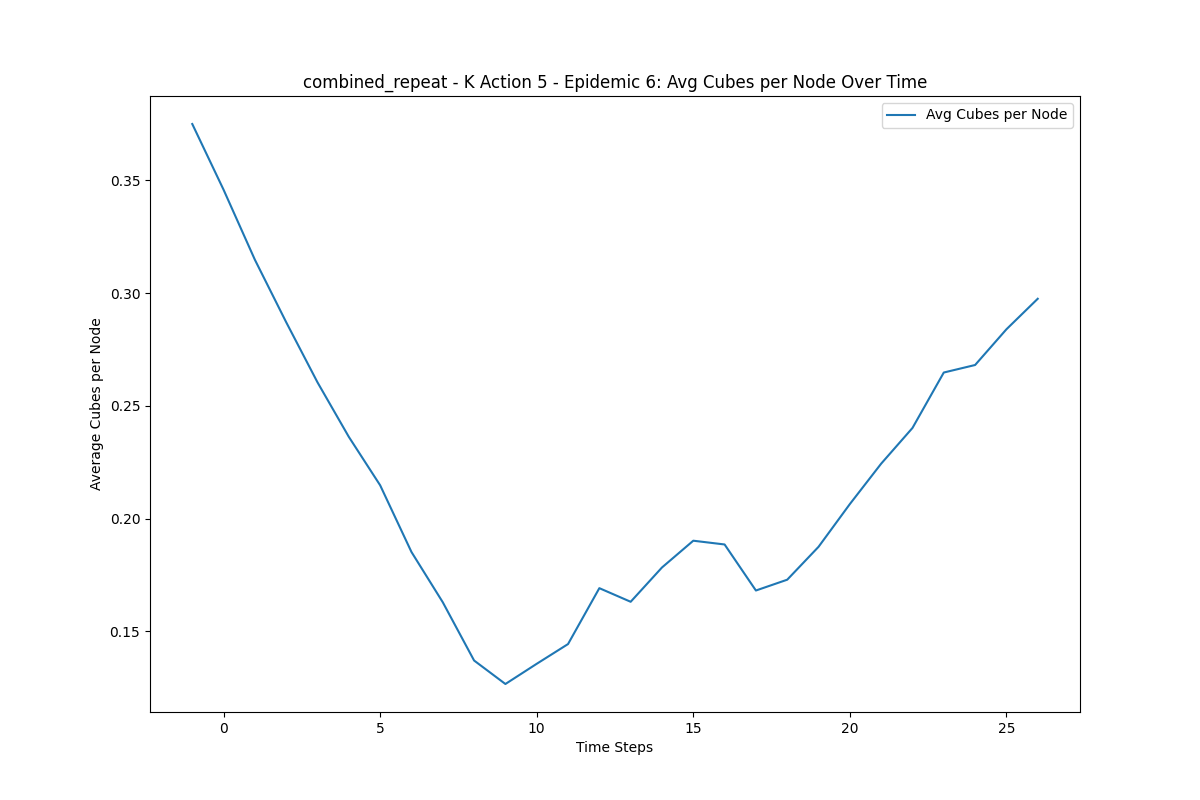 combined_repeat - K Action 5 - Epidemic 6: Avg Cubes per Node Over Time
Avg Cubes per Node
Average Cubes per Node
0.35
0.30
0.25
0.20
0.15
0 5 10 15 20 25
Time Steps